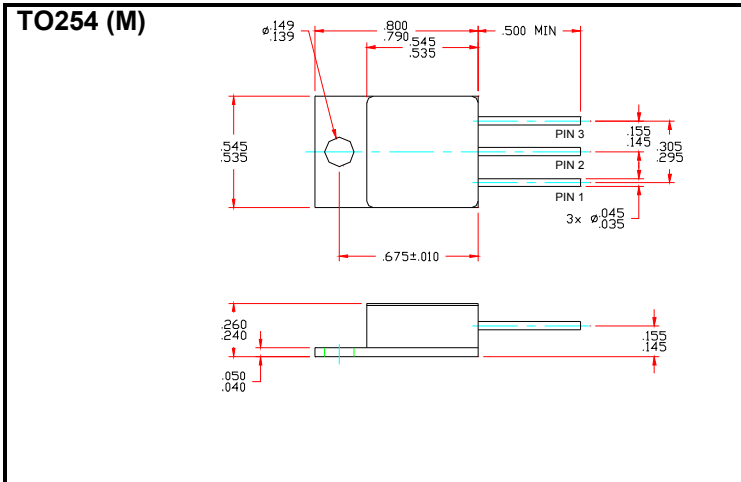 TO254 (M)
ø.149
.139
.800
.790
.545
.535
.500 MIN
.545
.535
PIN 3
PIN 2
PIN 1
.155
.145
.305
.295
3x ø.045
.035
.675±.010
.260
.240
.050
.040
.155
.145